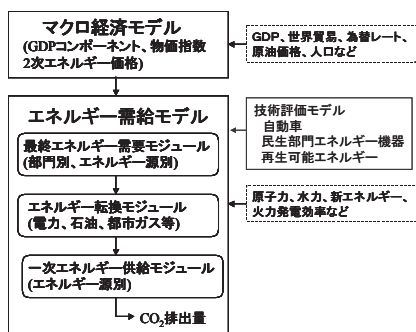 マクロ経済モデル
(GDPコンポーネント、物価指数
2次エネルギー価格)
GDP、世界貿易、為替レート、
原油価格、人口など
エネルギー需給モデル
最終エネルギー需要モジュール
(部門別、エネルギー源別)
エネルギー転換モジュール
(電力、石油、都市ガス等)
一次エネルギー供給モジュール
(エネルギー源別)
CO2排出量
技術評価モデル
自動車
民生部門エネルギー機器
再生可能エネルギー
原子力、水力、新エネルギー、
火力発電効率など